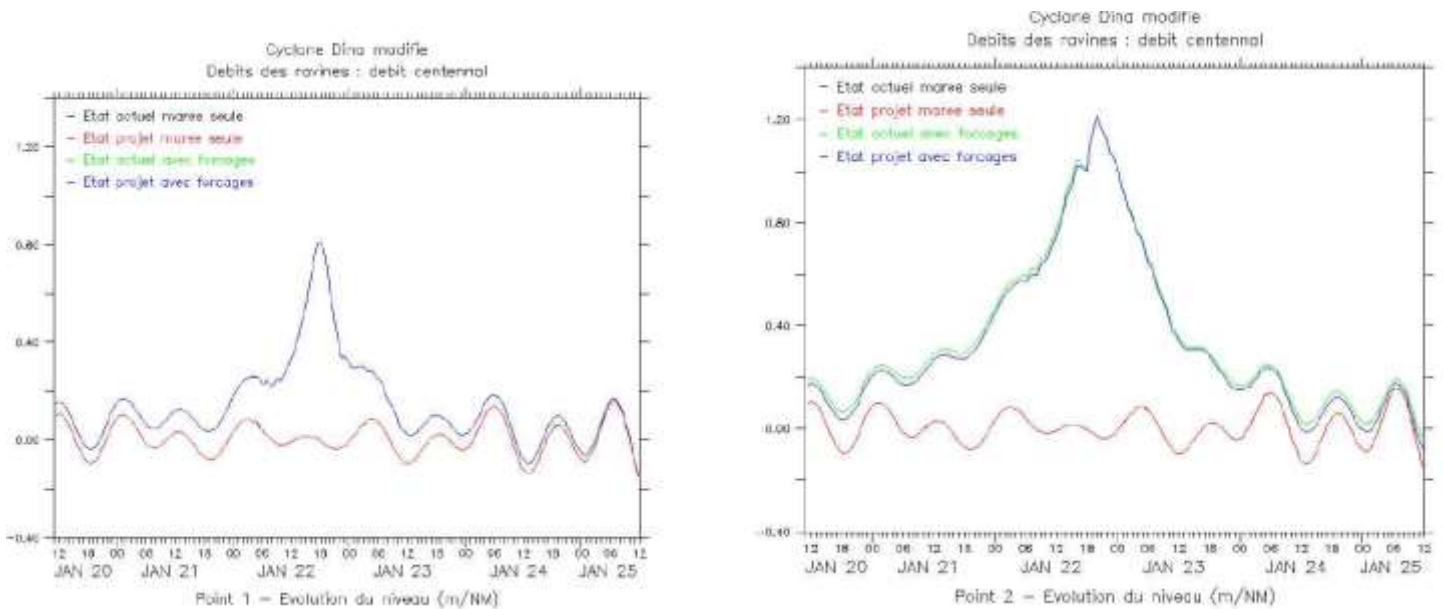 Cyclone Dina modifie
Debits des ravines : debit centennal
- Etat actuel maree seule
- Etat projet maree seule
- Etat actuel avec forcages
- Etat projet avec forcages
1.20
0.80
0.40
0.00
-0.40
12 18 00 06 12 18 00 06 12 18 00 06 12 18 00 06 12 18 00 06 12
JAN 20 JAN 21 JAN 22 JAN 23 JAN 24 JAN 25
Point 1 - Evolution du niveau (m/NM)
Cyclone Dina modifie
Debits des ravines : debit centennal
- Etat actuel maree seule
- Etat projet maree seule
- Etat actuel avec forcages
- Etat projet avec forcages
1.20
0.80
0.40
0.00
-0.40
12 18 00 06 12 18 00 06 12 18 00 06 12 18 00 06 12 18 00 06 12
JAN 20 JAN 21 JAN 22 JAN 23 JAN 24 JAN 25
Point 2 - Evolution du niveau (m/NM)